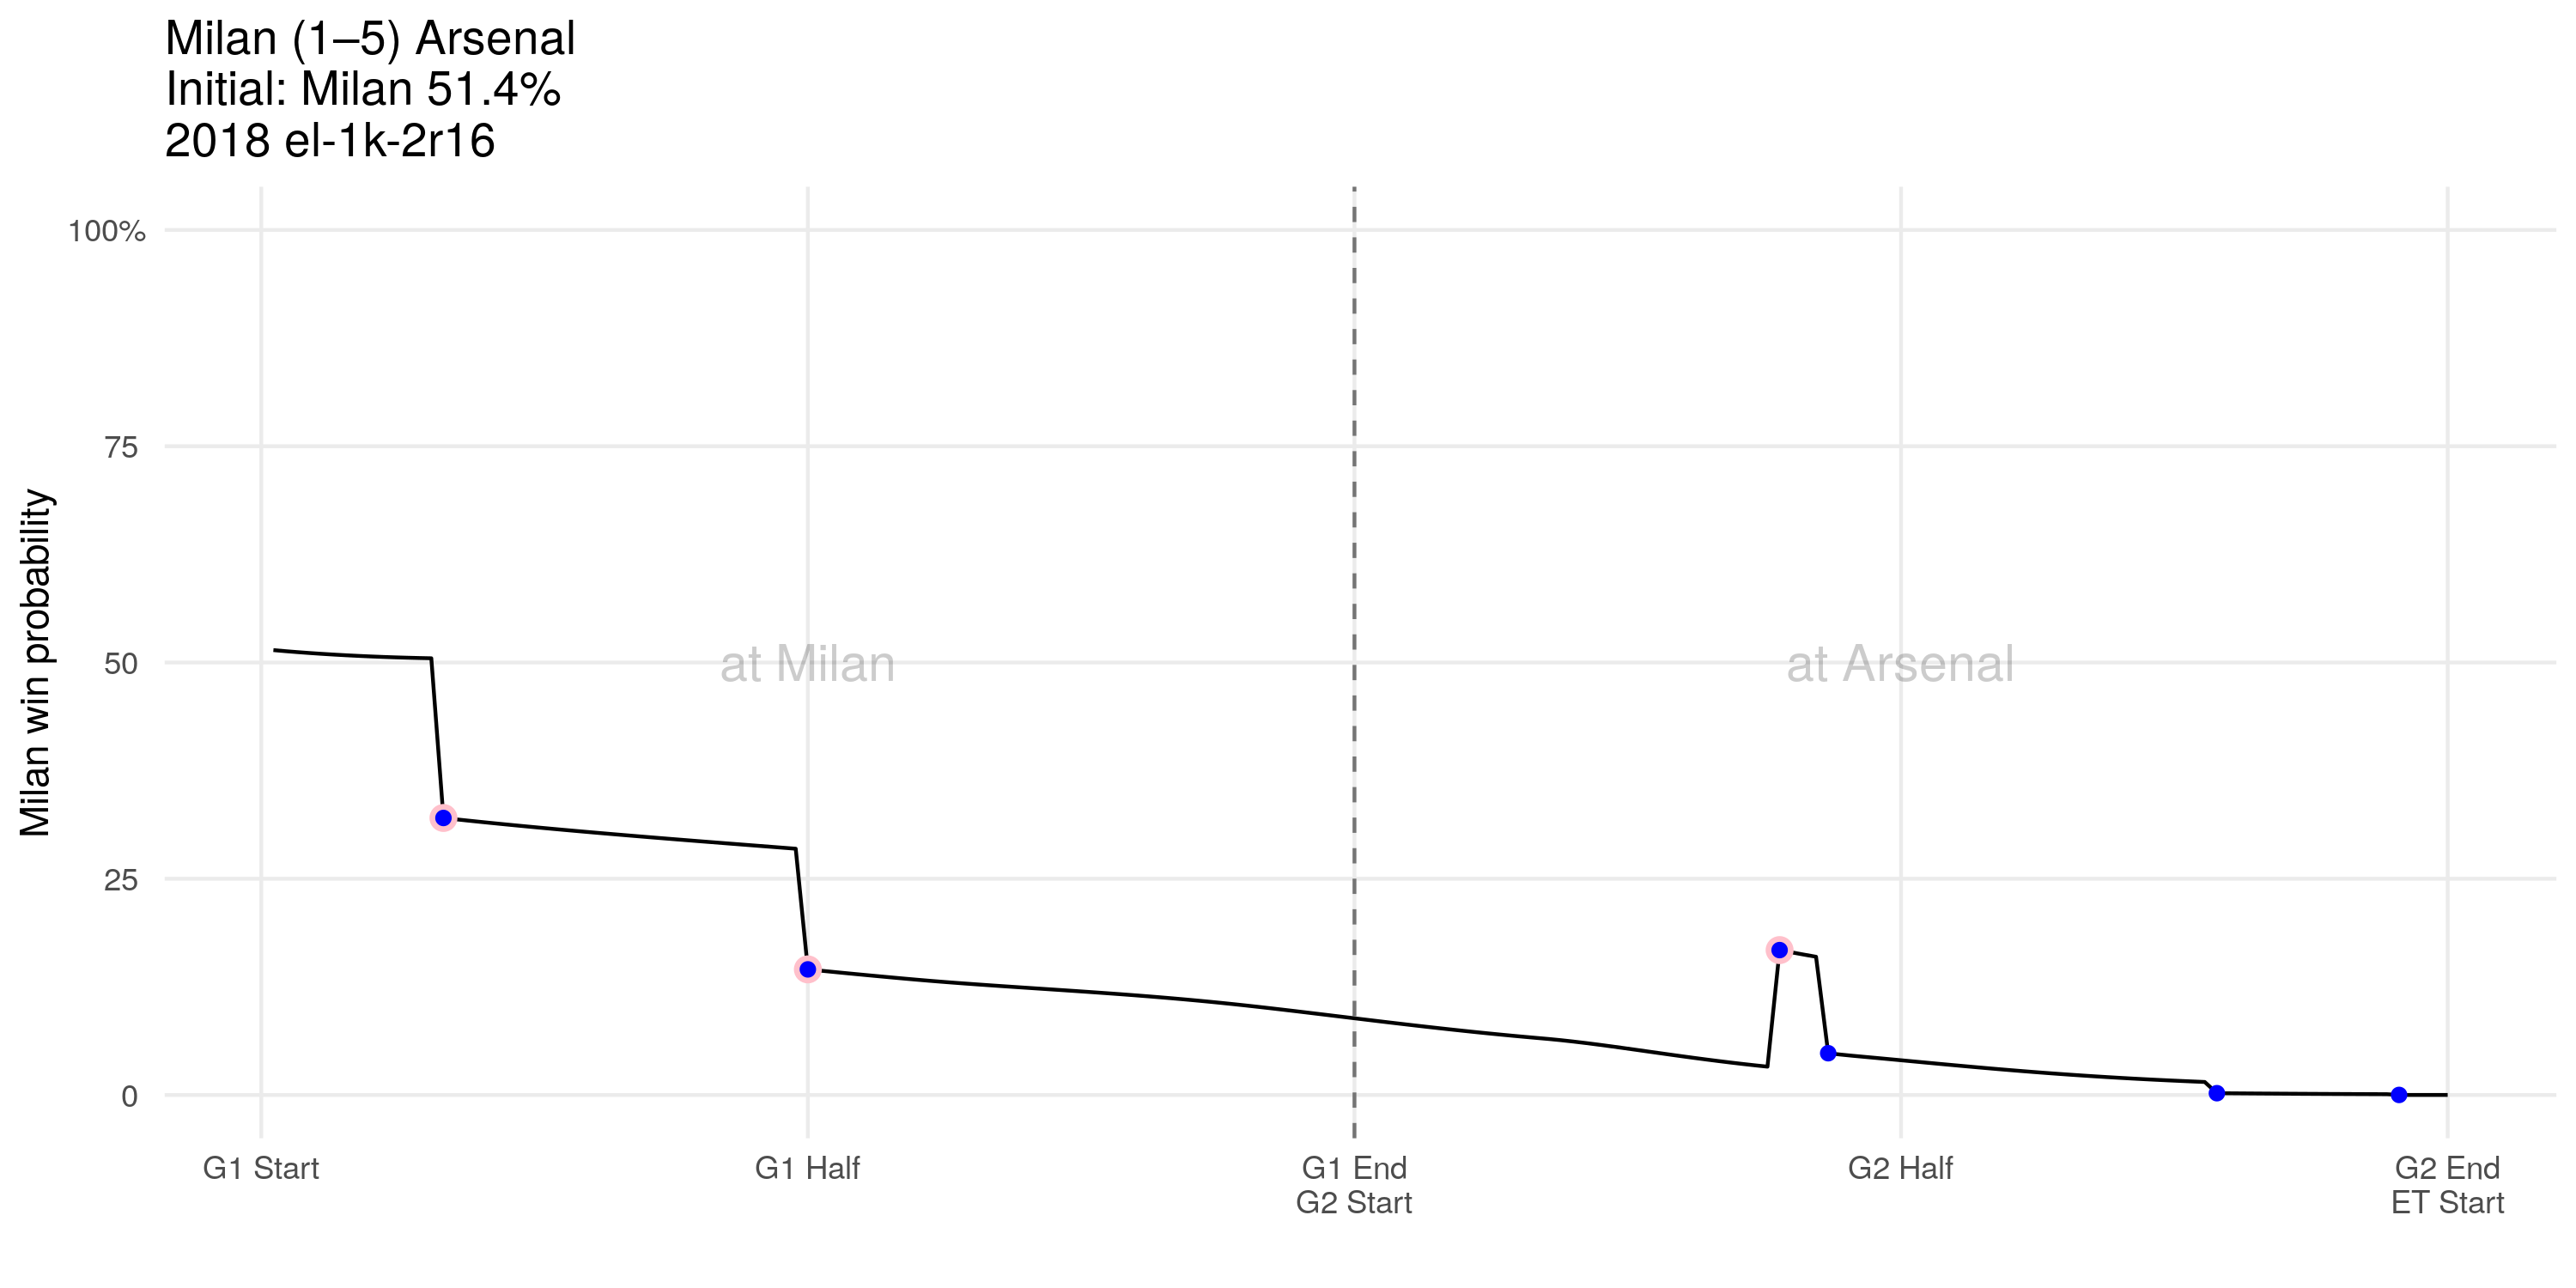 Milan (1–5) Arsenal
Initial: Milan 51.4%
2018 el-1k-2r16
Milan win probability
100%
75
50
25
0
at Milan
at Arsenal
G1 Start
G1 Half
G1 End
G2 Start
G2 Half
G2 End
ET Start